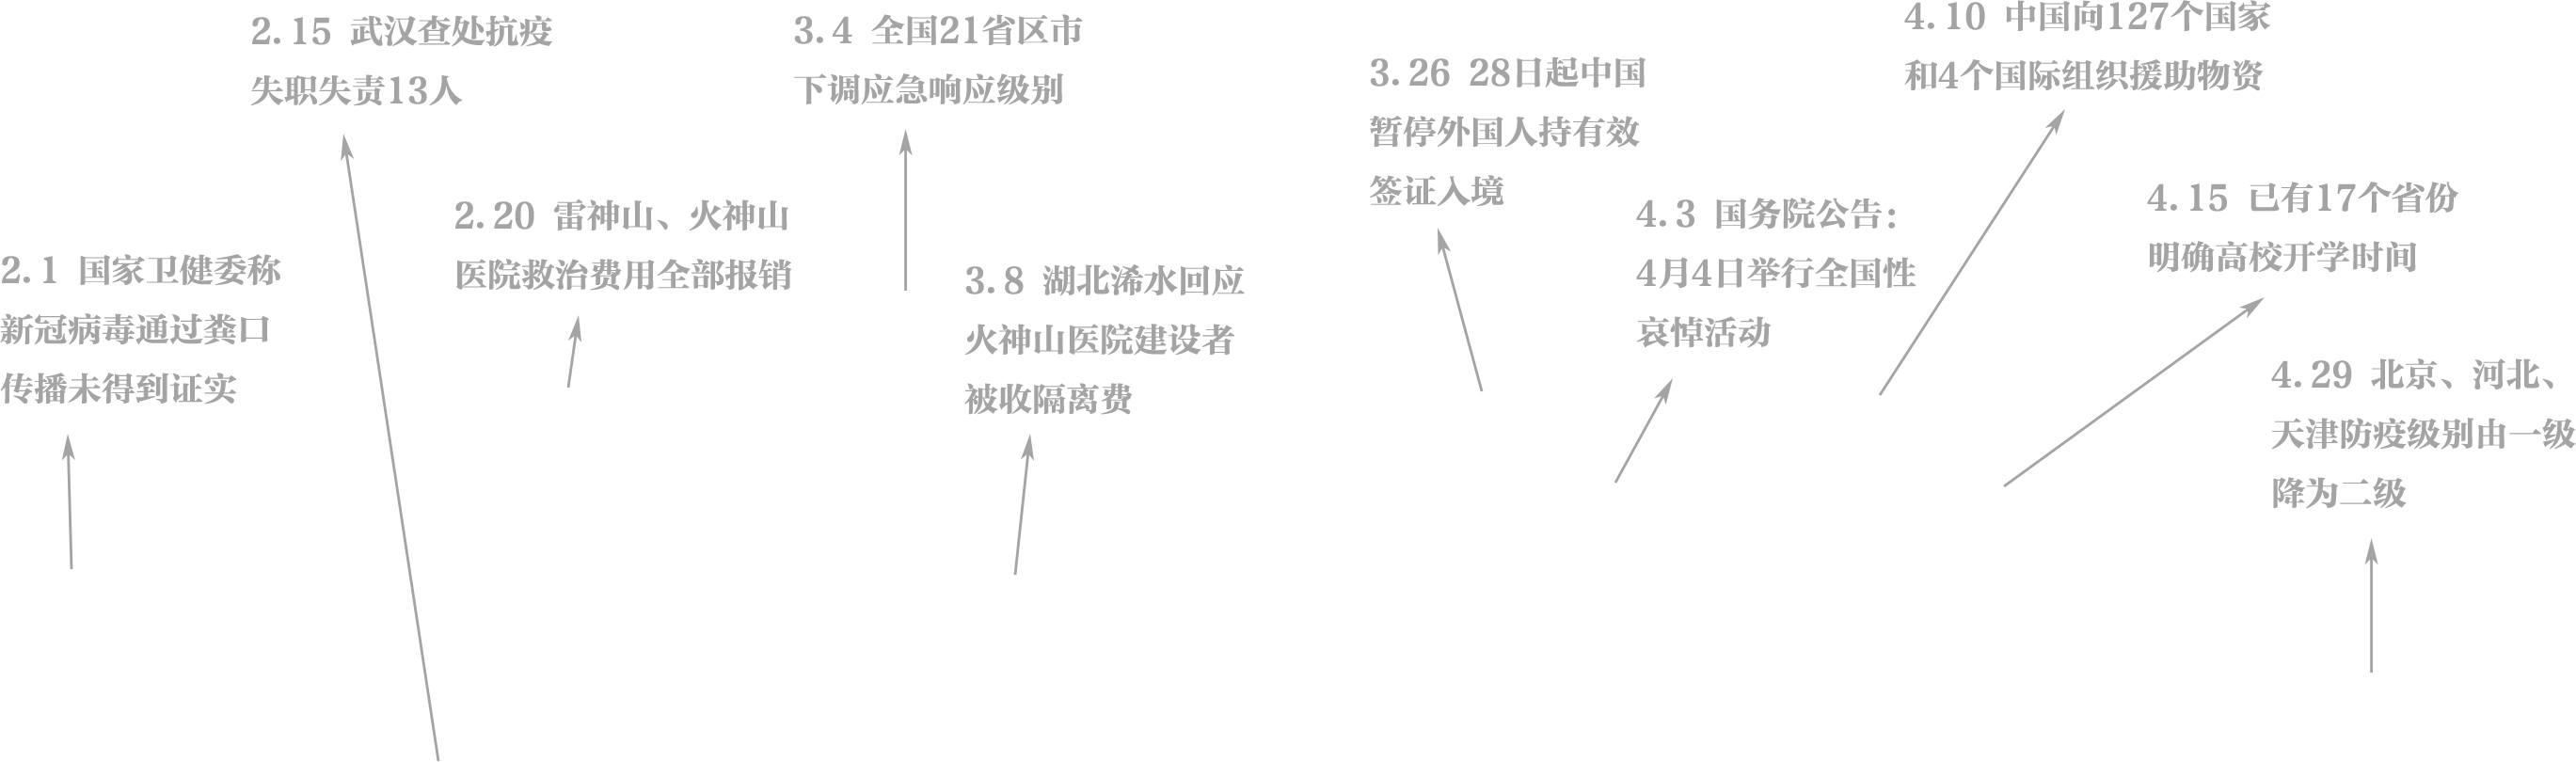 2.1 国家卫健委称
新冠病毒通过粪口
传播未得到证实
2.15 武汉查处抗疫
失职失责13人
2.20 雷神山、火神山
医院救治费用全部报销
3.4 全国21省区市
下调应急响应级别
3.8 湖北浠水回应
火神山医院建设者
被收隔离费
3.26 28日起中国
暂停外国人持有效
签证入境
4.3 国务院公告：
4月4日举行全国性
哀悼活动
4.10 中国向127个国家
和4个国际组织援助物资
4.15 已有17个省份
明确高校开学时间
4.29 北京、河北、
天津防疫级别由一级
降为二级